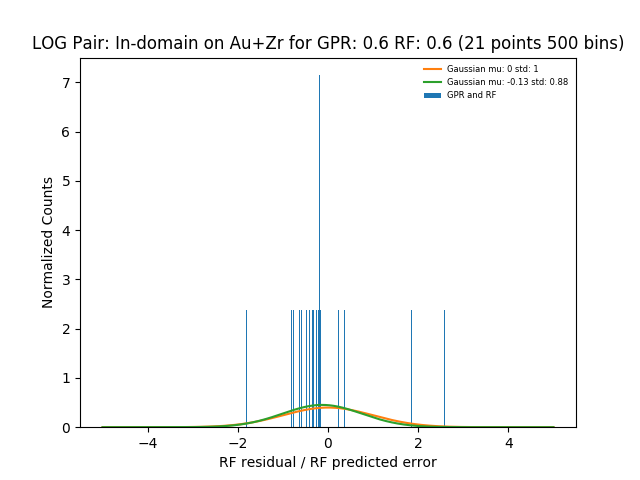 LOG Pair: In-domain on Au+Zr for GPR: 0.6 RF: 0.6 (21 points 500 bins)
Gaussian mu: 0 std: 1
Gaussian mu: -0.13 std: 0.88
GPR and RF
Normalized Counts
7
6
5
4
3
2
1
0
−4 −2 0 2 4
RF residual / RF predicted error